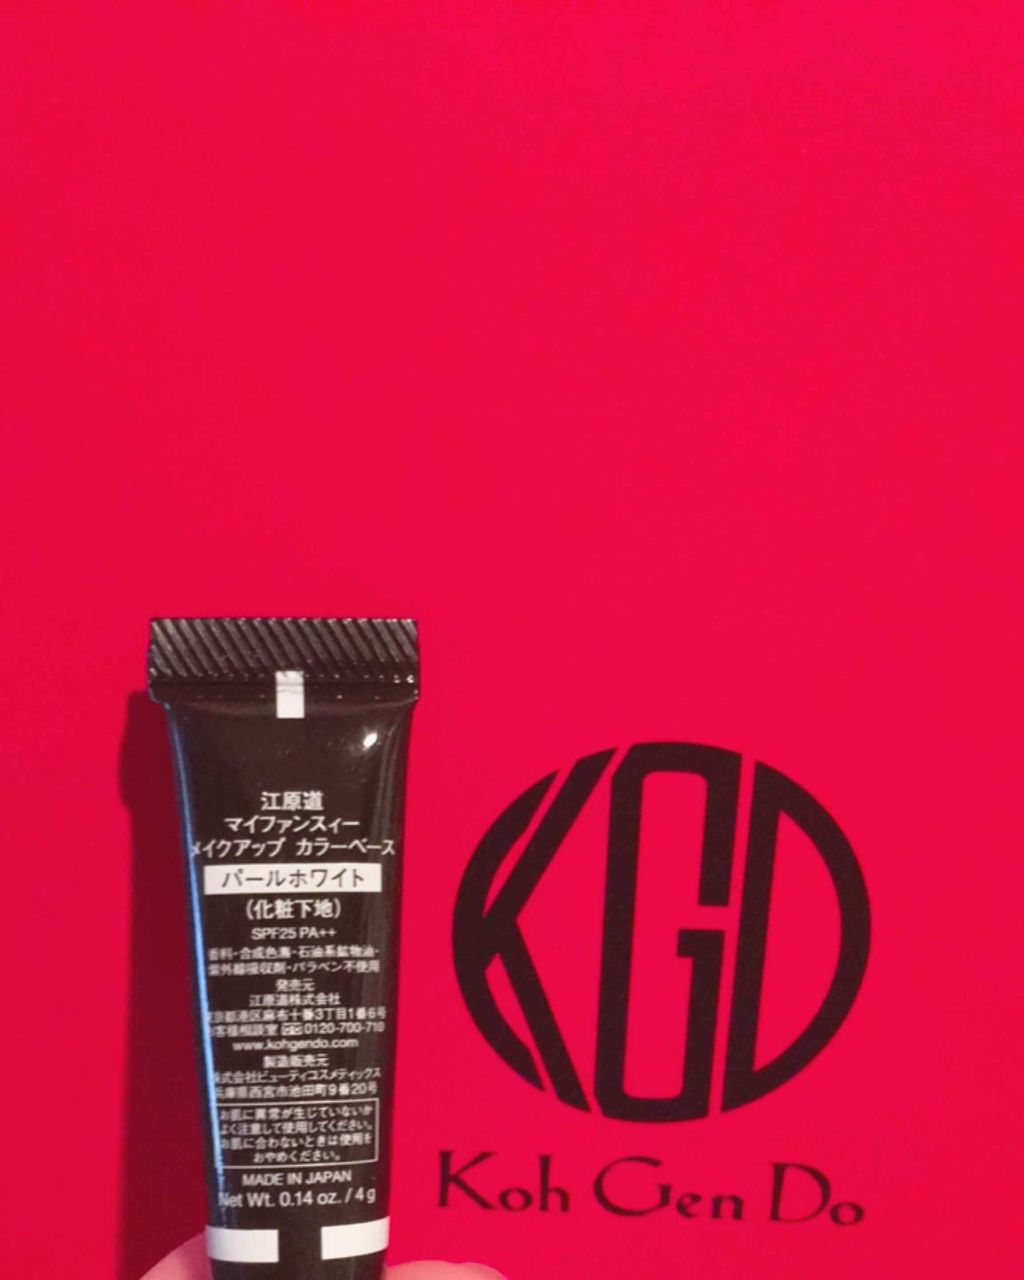 江原道
マイファンスィー
メイクアップ カラーベース
パールホワイト
(化粧下地)
SPF25 PA++
香料・合成色素・石油系鉱物油・
紫外線吸収剤・パラベン不使用
発売元
江原道株式会社
京都港区麻布十番3丁目1番6号
お客様相談室 0120-700-710
www.kohgendo.com
製造販売元
株式会社ビューティコスメティックス
兵庫県西宮市池田町9番20号
お肌に異常が生じていないか
よく注意して使用してください。
お肌に合わないときは使用を
おやめください。
MADE IN JAPAN
Net Wt. 0.14 oz. / 4 g
KGD
Koh Gen Do